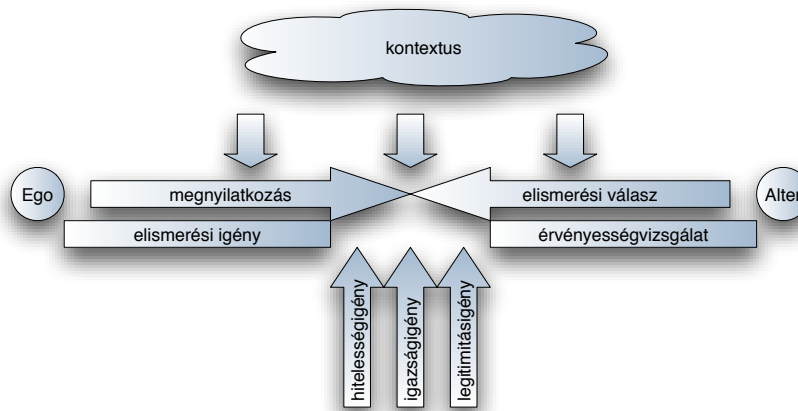 kontextus
Ego
megnyilatkozás
elismerési válasz
Alter
elismerési igény
érvényességvizsgálat
hitelességigény
igazságigény
legitimitásigény